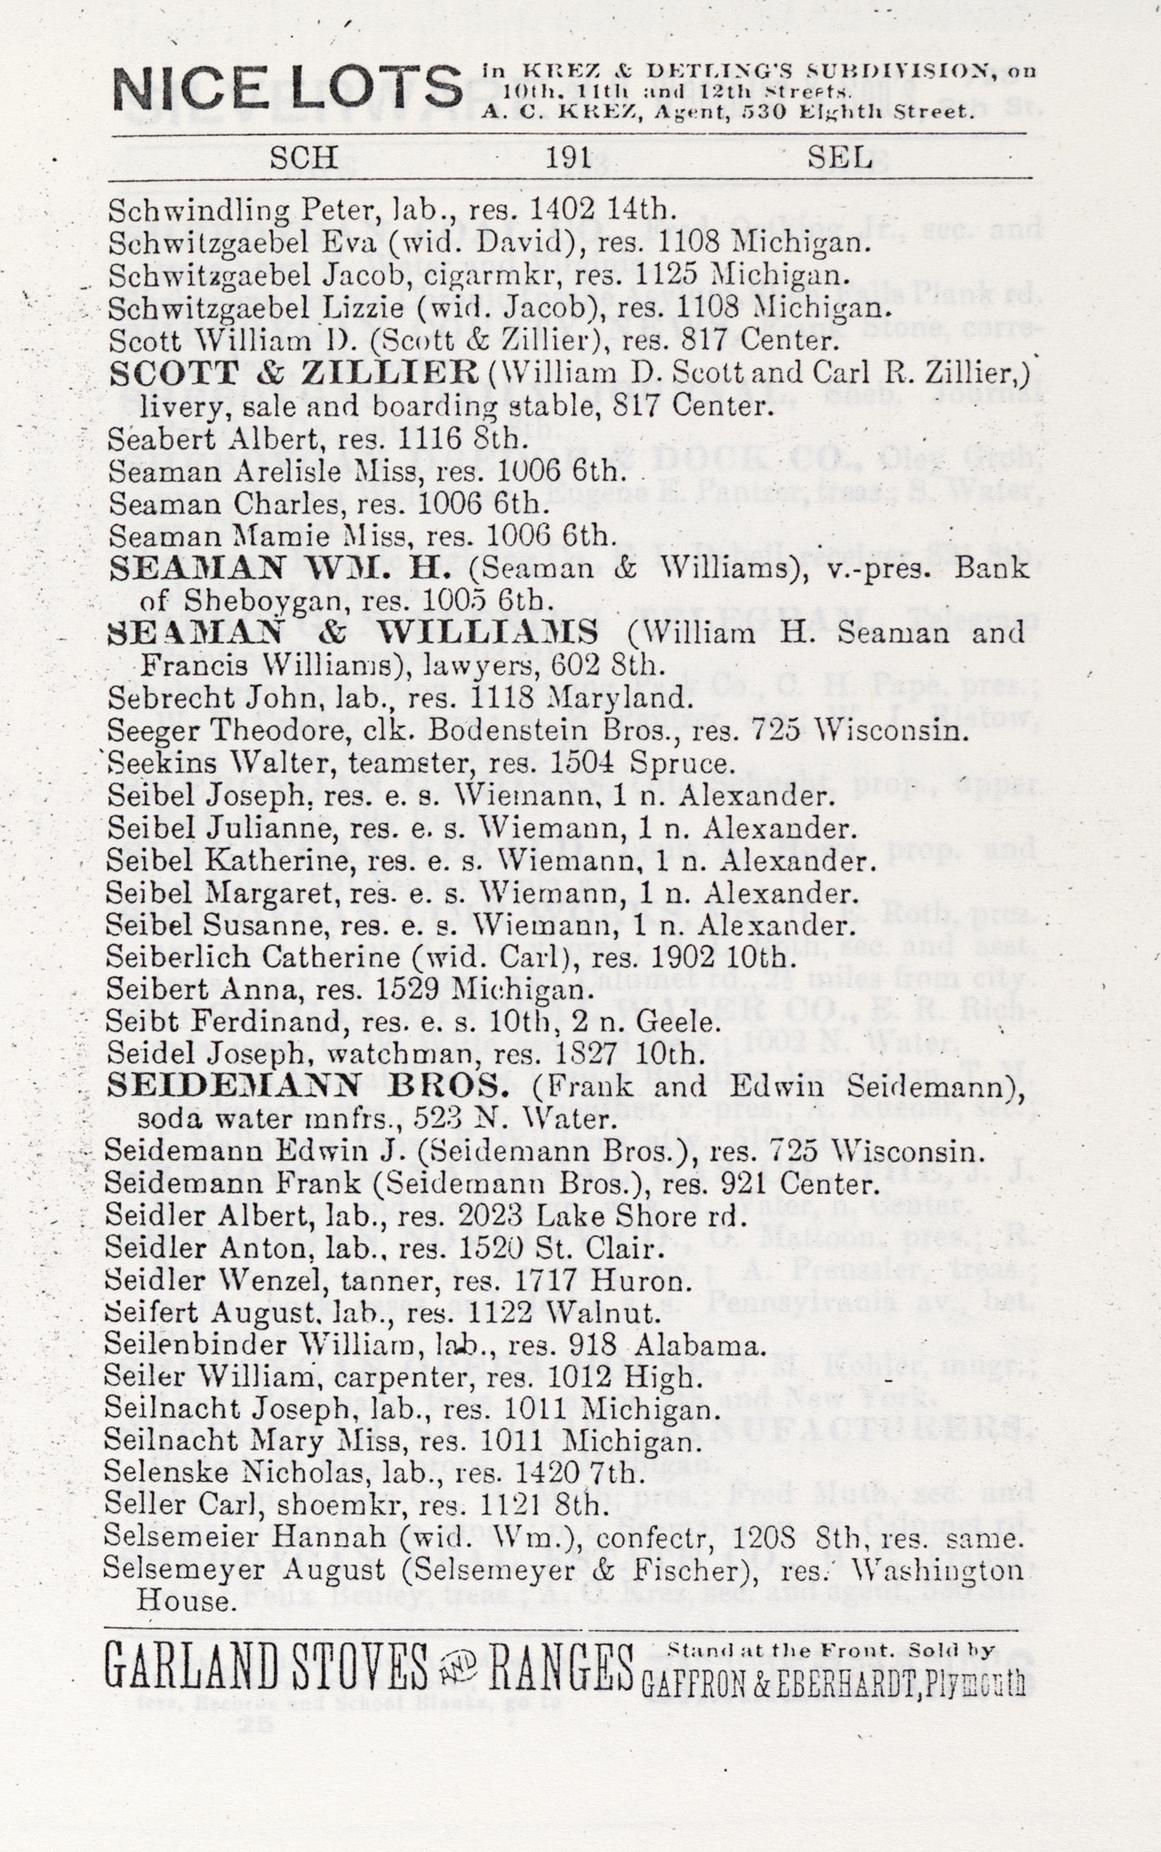 NICE LOTS in KREZ & DETLING'S SUBDIVISION, on
10th, 11th and 12th Streets.
A. C. KREZ, Agent, 530 Eighth Street.
SCH 191 SEL
Schwindling Peter, lab., res. 1402 14th.
Schwitzgaebel Eva (wid. David), res. 1108 Michigan.
Schwitzgaebel Jacob, cigarmkr, res. 1125 Michigan.
Schwitzgaebel Lizzie (wid. Jacob), res. 1108 Michigan.
Scott William D. (Scott & Zillier), res. 817 Center.
SCOTT & ZILLIER (William D. Scott and Carl R. Zillier,)
livery, sale and boarding stable, 817 Center.
Seabert Albert, res. 1116 8th.
Seaman Arelisle Miss, res. 1006 6th.
Seaman Charles, res. 1006 6th.
Seaman Mamie Miss, res. 1006 6th.
SEAMAN WM. H. (Seaman & Williams), v.-pres. Bank
of Sheboygan, res. 1005 6th.
SEAMAN & WILLIAMS (William H. Seaman and
Francis Williams), lawyers, 602 8th.
Sebrecht John, lab., res. 1118 Maryland.
Seeger Theodore, clk. Bodenstein Bros., res. 725 Wisconsin.
Seekins Walter, teamster, res. 1504 Spruce.
Seibel Joseph, res. e. s. Wiemann, 1 n. Alexander.
Seibel Julianne, res. e. s. Wiemann, 1 n. Alexander.
Seibel Katherine, res. e. s. Wiemann, 1 n. Alexander.
Seibel Margaret, res. e. s. Wiemann, 1 n. Alexander.
Seibel Susanne, res. e. s. Wiemann, 1 n. Alexander.
Seiberlich Catherine (wid. Carl), res. 1902 10th.
Seibert Anna, res. 1529 Michigan.
Seibt Ferdinand, res. e. s. 10th, 2 n. Geele.
Seidel Joseph, watchman, res. 1827 10th.
SEIDEMANN BROS. (Frank and Edwin Seidemann),
soda water mnfrs., 523 N. Water.
Seidemann Edwin J. (Seidemann Bros.), res. 725 Wisconsin.
Seidemann Frank (Seidemann Bros.), res. 921 Center.
Seidler Albert, lab., res. 2023 Lake Shore rd.
Seidler Anton, lab., res. 1520 St. Clair.
Seidler Wenzel, tanner, res. 1717 Huron.
Seifert August, lab., res. 1122 Walnut.
Seilenbinder William, lab., res. 918 Alabama.
Seiler William, carpenter, res. 1012 High.
Seilnacht Joseph, lab., res. 1011 Michigan.
Seilnacht Mary Miss, res. 1011 Michigan.
Selenske Nicholas, lab., res. 1420 7th.
Seller Carl, shoemkr, res. 1121 8th.
Selsemeier Hannah (wid. Wm.), confectr, 1208 8th, res. same.
Selsemeyer August (Selsemeyer & Fischer), res. Washington
House.
GARLAND STOVES AND RANGES Stand at the Front. Sold by
GAFFRON & EBERHARDT, Plymouth